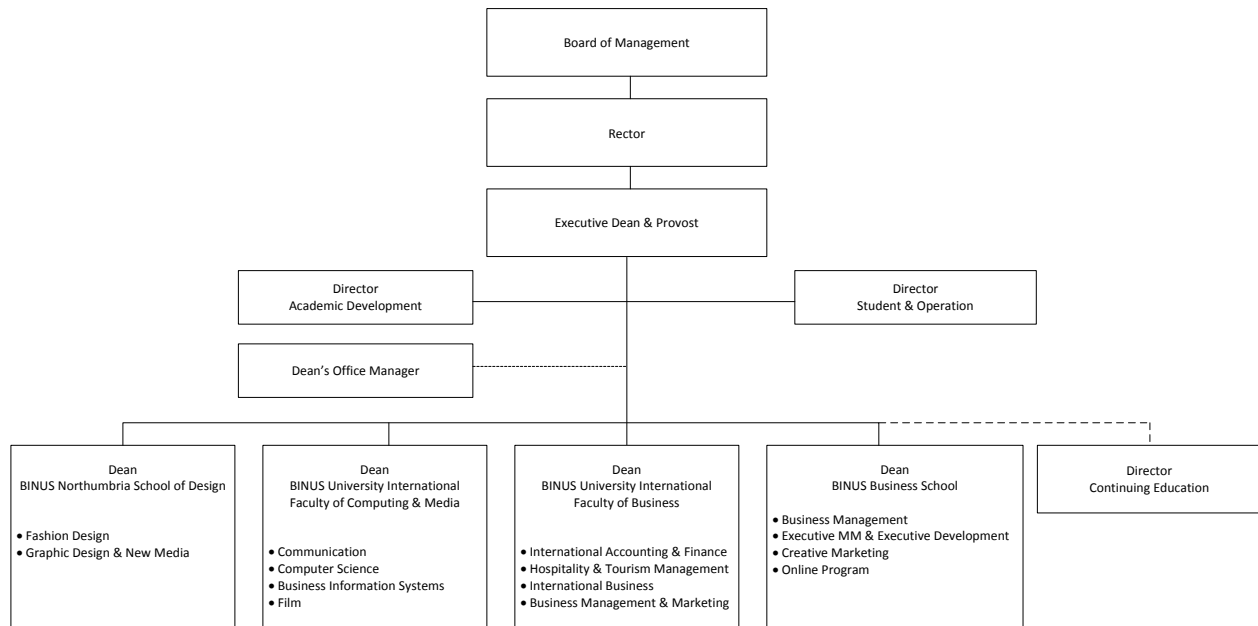 Board of Management
Rector
Executive Dean & Provost
Director
Academic Development
Director
Student & Operation
Dean’s Office Manager
Dean
BINUS Northumbria School of Design
• Fashion Design
• Graphic Design & New Media
Dean
BINUS University International
Faculty of Computing & Media
• Communication
• Computer Science
• Business Information Systems
• Film
Dean
BINUS University International
Faculty of Business
• International Accounting & Finance
• Hospitality & Tourism Management
• International Business
• Business Management & Marketing
Dean
BINUS Business School
• Business Management
• Executive MM & Executive Development
• Creative Marketing
• Online Program
Director
Continuing Education